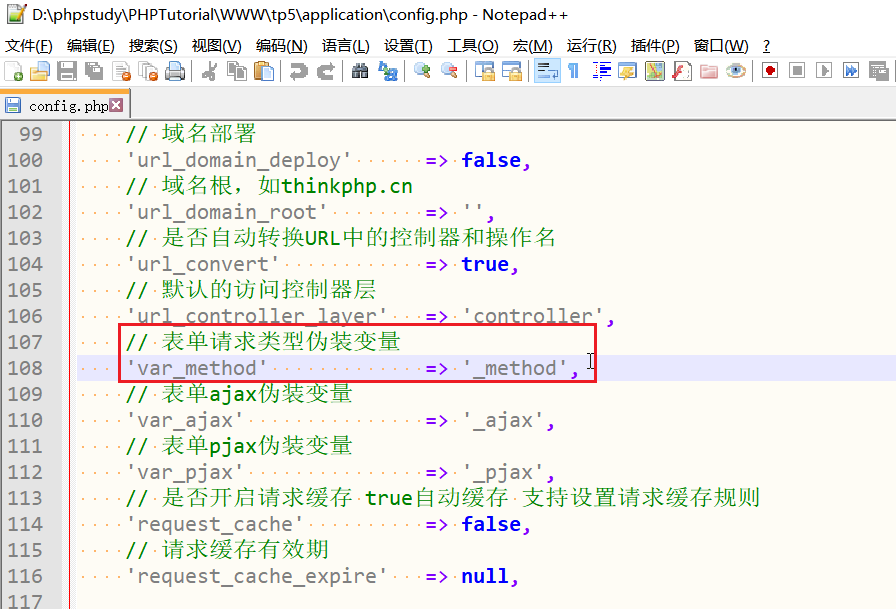 D:\phpstudy\PHPTutorial\WWW\tp5\application\config.php - Notepad++
文件(F) 编辑(E) 搜索(S) 视图(V) 编码(N) 语言(L) 设置(T) 工具(O) 宏(M) 运行(R) 插件(P) 窗口(W) ?
config.php
99 // 域名部署
100 'url_domain_deploy' => false,
101 // 域名根，如thinkphp.cn
102 'url_domain_root' => '',
103 // 是否自动转换URL中的控制器和操作名
104 'url_convert' => true,
105 // 默认的访问控制器层
106 'url_controller_layer' => 'controller',
107 // 表单请求类型伪装变量
108 'var_method' => '_method',
109 // 表单ajax伪装变量
110 'var_ajax' => '_ajax',
111 // 表单pjax伪装变量
112 'var_pjax' => '_pjax',
113 // 是否开启请求缓存 true自动缓存 支持设置请求缓存规则
114 'request_cache' => false,
115 // 请求缓存有效期
116 'request_cache_expire' => null,
117